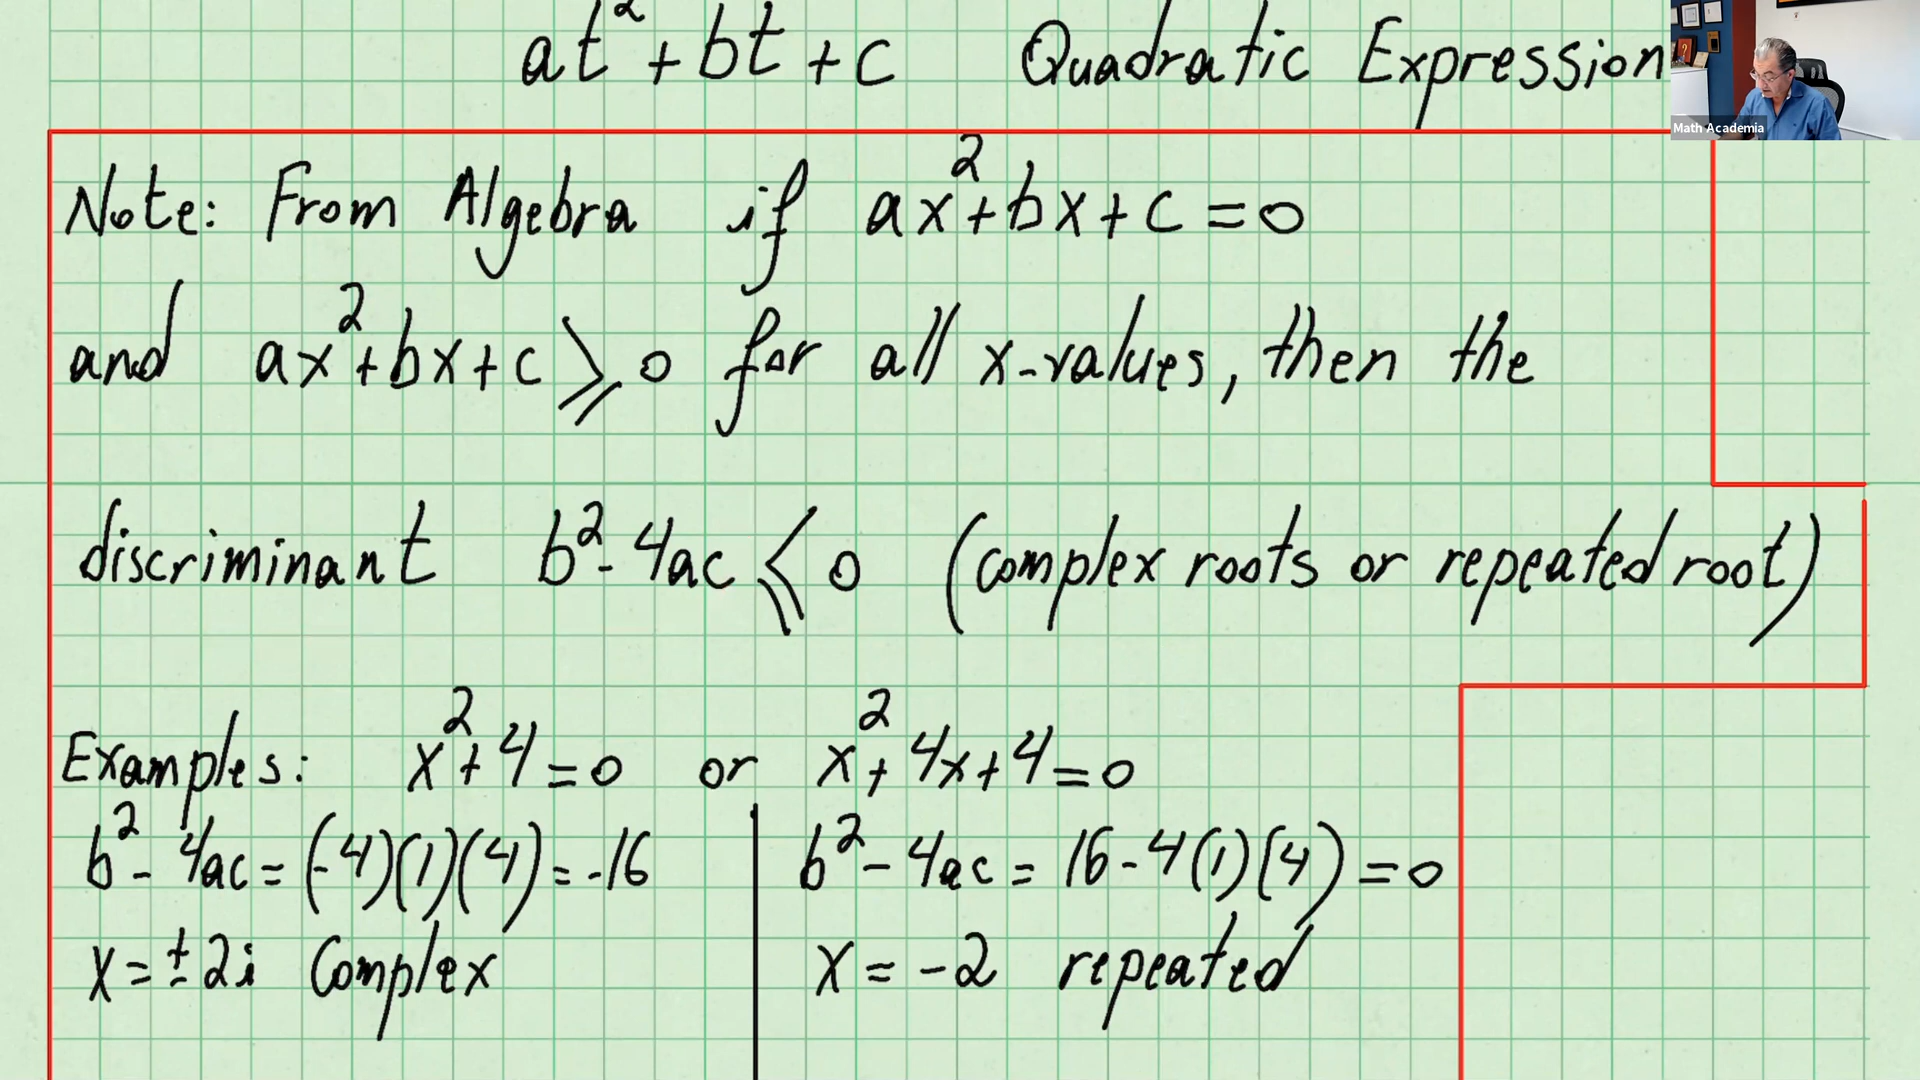 at² + bt + c Quadratic Expression
Math Academia
Note: From Algebra if ax²+bx+c=0
and ax²+bx+c ⩾ 0 for all x-values, then the
discriminant b²-4ac ⩽ 0 (complex roots or repeated root)
Examples: x²+4=0 or x²+4x+4=0
b²-4ac=(-4)(1)(4)=-16 b²-4ac=16-4(1)(4)=0
x=±2i Complex x=-2 repeated